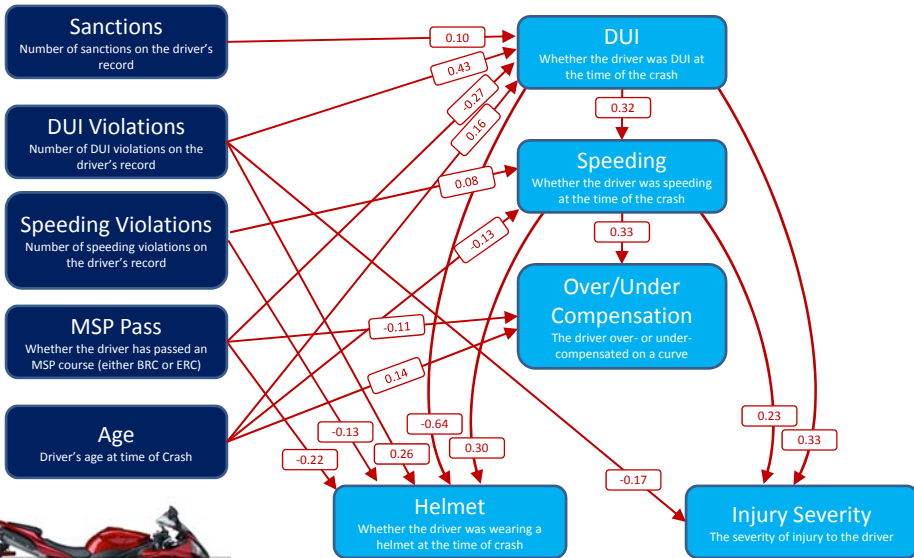 Sanctions
Number of sanctions on the driver's
record
DUI Violations
Number of DUI violations on the
driver's record
Speeding Violations
Number of speeding violations on
the driver's record
MSP Pass
Whether the driver has passed an
MSP course (either BRC or ERC)
Age
Driver's age at time of Crash
DUI
Whether the driver was DUI at
the time of the crash
Speeding
Whether the driver was speeding
at the time of the crash
Over/Under
Compensation
The driver over- or under-
compensated on a curve
Helmet
Whether the driver was wearing a
helmet at the time of crash
Injury Severity
The severity of injury to the driver
0.10
0.43
-0.27
0.16
0.32
0.08
-0.13
0.33
-0.11
0.14
-0.22
-0.13
0.26
-0.64
0.30
-0.17
0.23
0.33